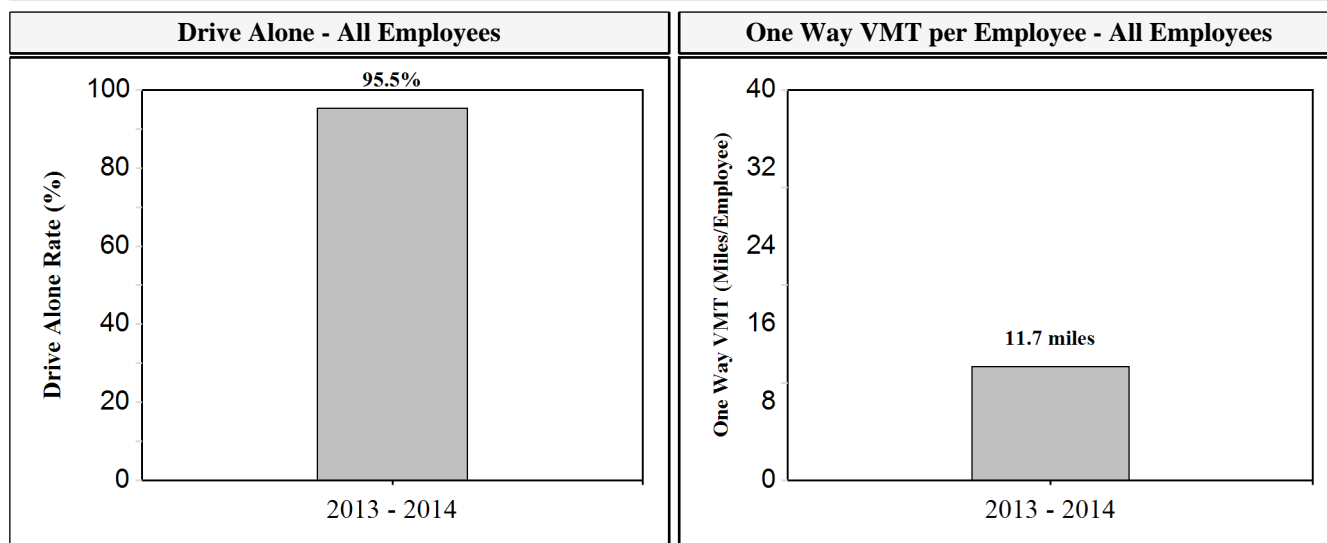 Drive Alone - All Employees
95.5%
100
80
60
40
20
0
Drive Alone Rate (%)
2013 - 2014
One Way VMT per Employee - All Employees
40
32
24
16
8
0
One Way VMT (Miles/Employee)
11.7 miles
2013 - 2014